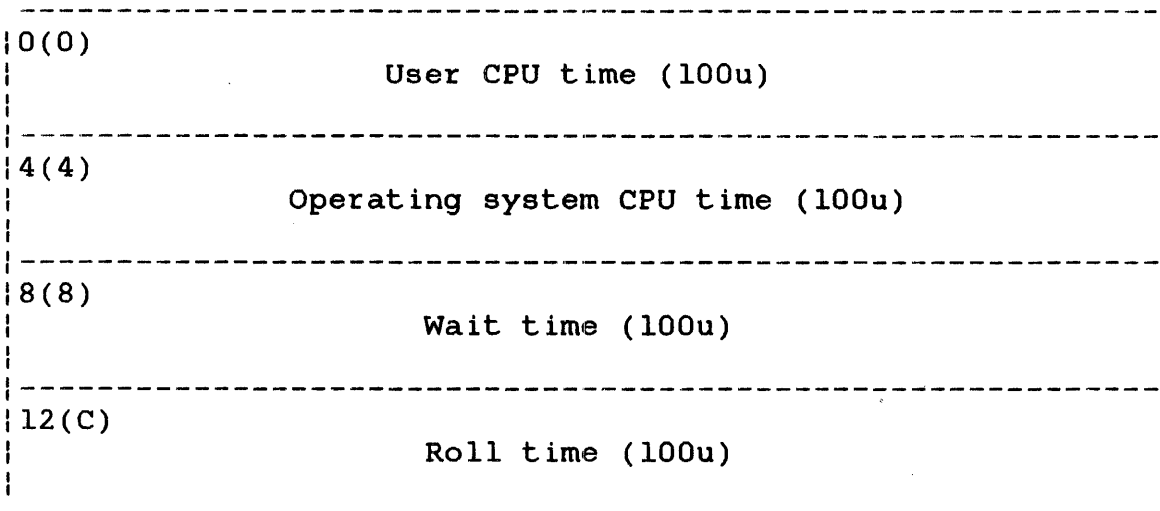 0(0)
User CPU time (100u)
4(4)
Operating system CPU time (100u)
8(8)
Wait time (100u)
12(C)
Roll time (100u)